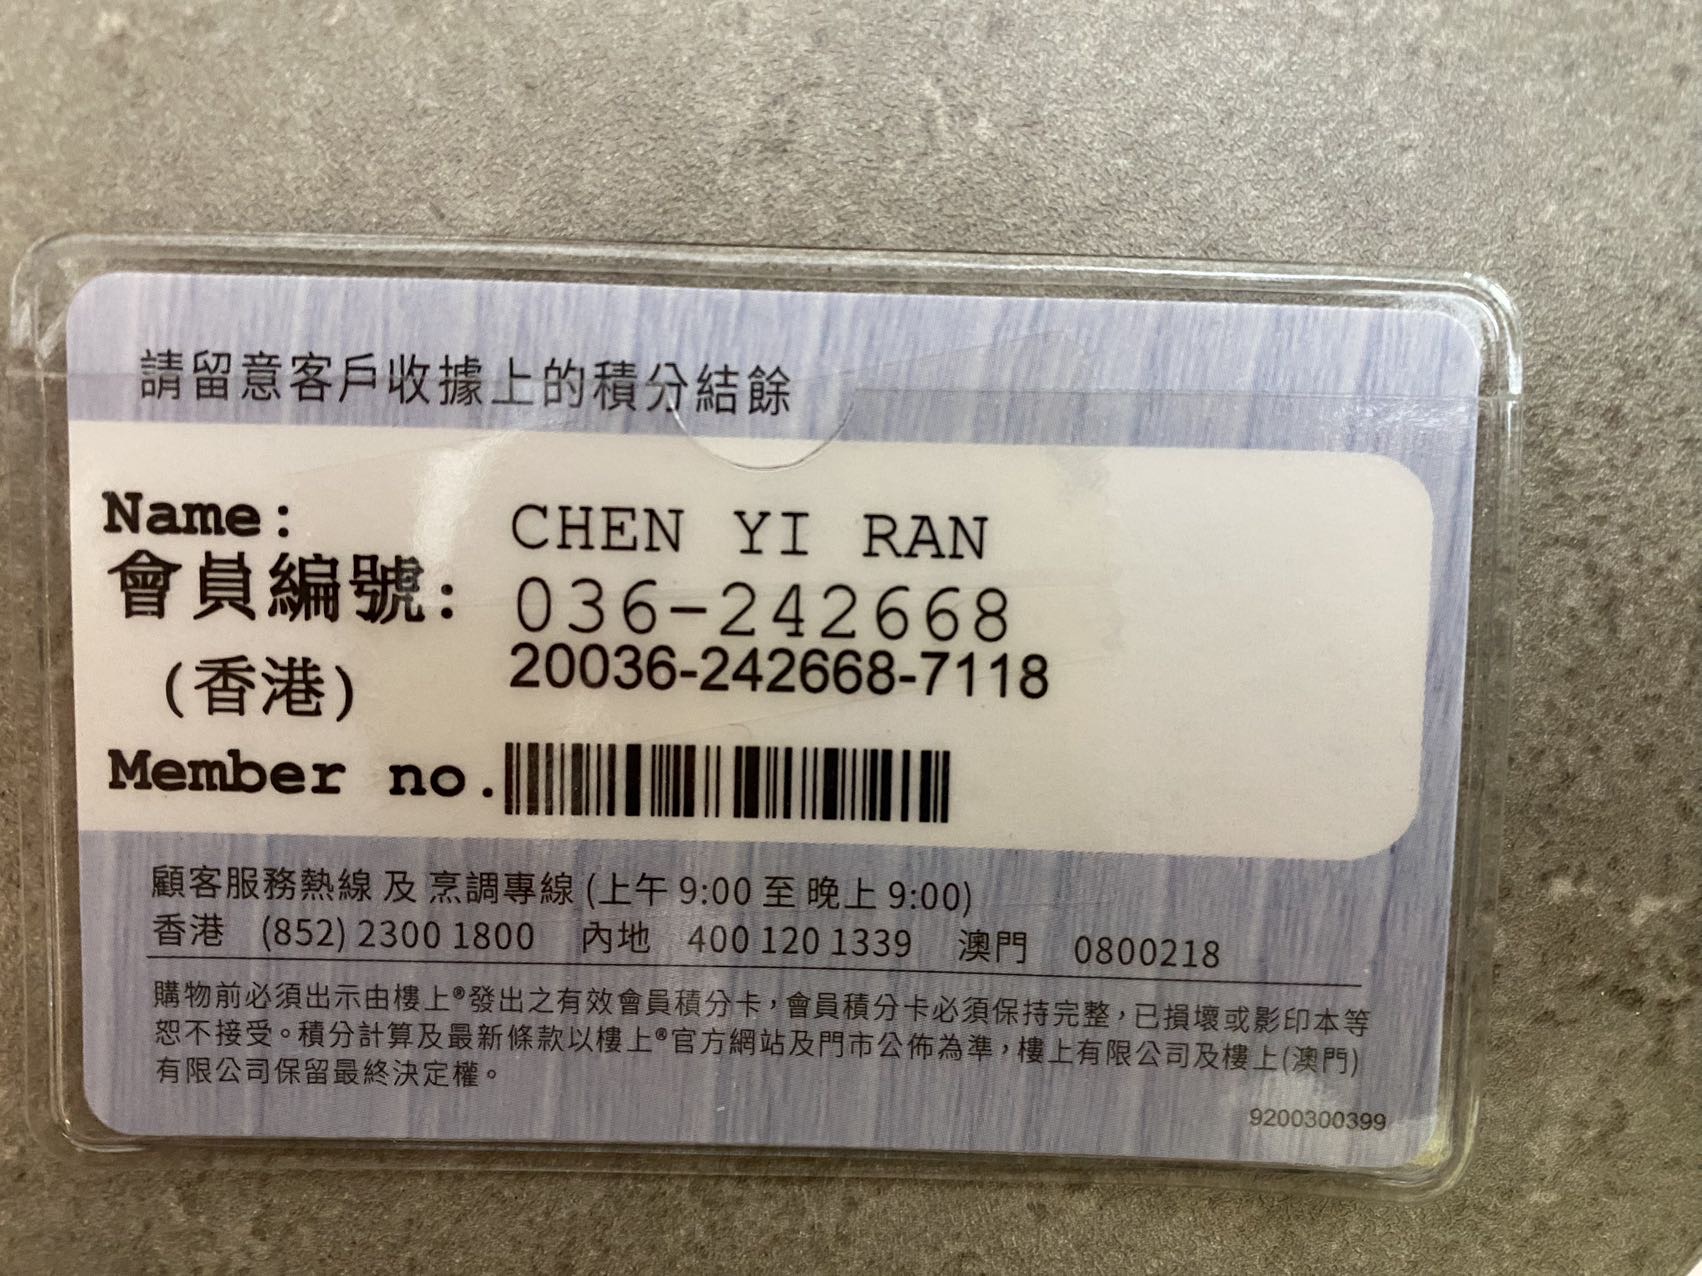 請留意客戶收據上的積分結餘
Name: CHEN YI RAN
會員編號: 036-242668
(香港) 20036-242668-7118
Member no.
顧客服務熱線 及 烹調專線 (上午 9:00 至 晚上 9:00)
香港 (852) 2300 1800 內地 400 120 1339 澳門 0800218
購物前必須出示由樓上®發出之有效會員積分卡，會員積分卡必須保持完整，已損壞或影印本等
恕不接受。積分計算及最新條款以樓上®官方網站及門市公佈為準，樓上有限公司及樓上(澳門)
有限公司保留最終決定權。
9200300399